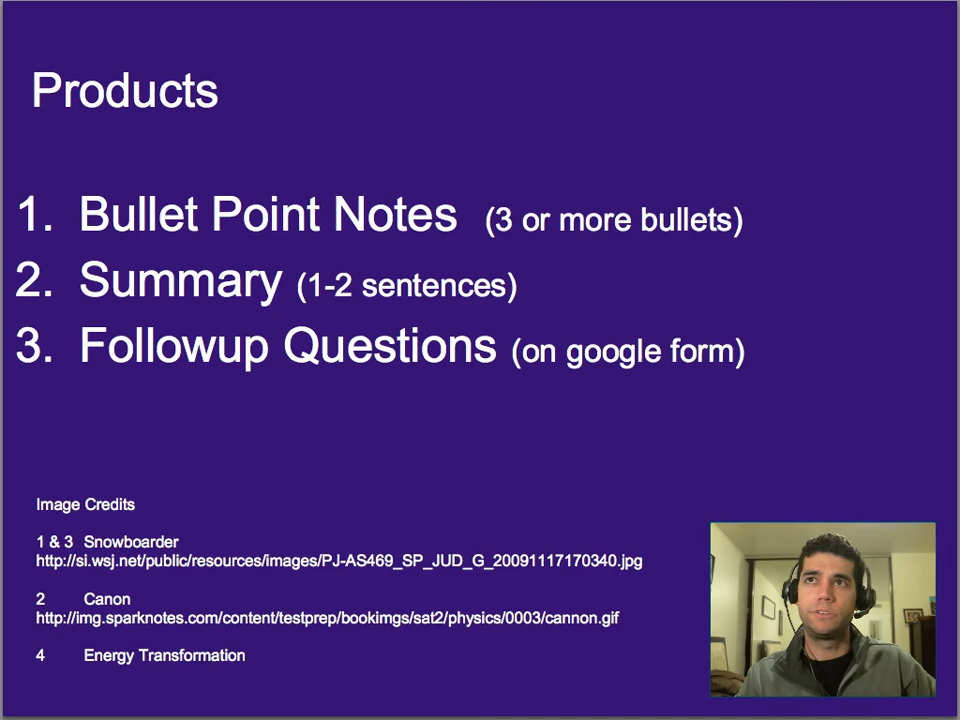 Products
1. Bullet Point Notes (3 or more bullets)
2. Summary (1-2 sentences)
3. Followup Questions (on google form)
Image Credits
1 & 3 Snowboarder
http://si.wsj.net/public/resources/images/PJ-AS469_SP_JUD_G_20091117170340.jpg
2 Canon
http://img.sparknotes.com/content/testprep/bookimgs/sat2/physics/0003/cannon.gif
4 Energy Transformation